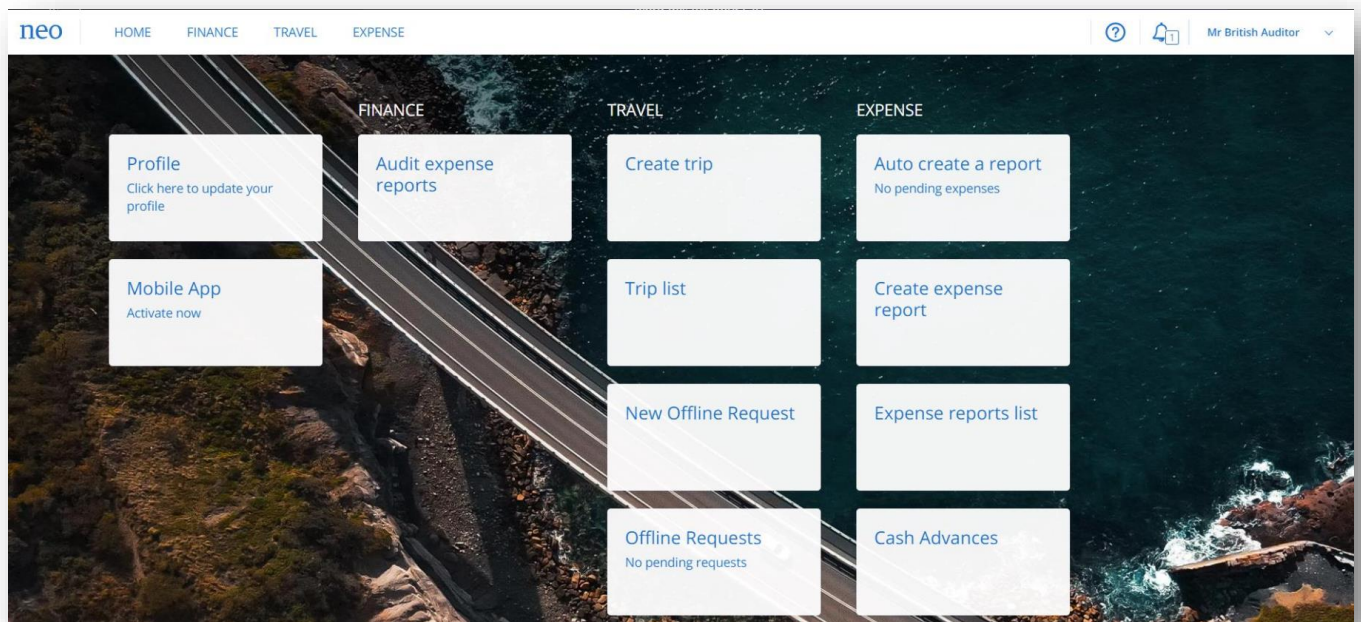 neo
HOME FINANCE TRAVEL EXPENSE
1
Mr British Auditor
FINANCE
TRAVEL
EXPENSE
Profile
Click here to update your
profile
Audit expense
reports
Create trip
Auto create a report
No pending expenses
Mobile App
Activate now
Trip list
Create expense
report
New Offline Request
Expense reports list
Offline Requests
No pending requests
Cash Advances